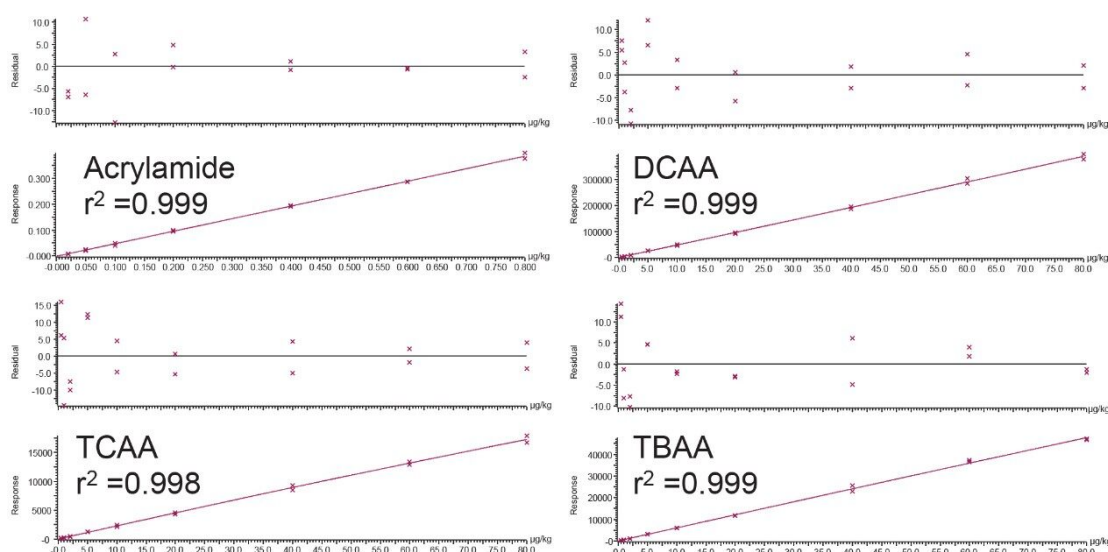 10.0
5.0
0.0
-5.0
-10.0
Residual
µg/kg
Acrylamide
r² =0.999
0.300
0.200
0.100
-0.000
Response
-0.000 0.050 0.100 0.150 0.200 0.250 0.300 0.350 0.400 0.450 0.500 0.550 0.600 0.650 0.700 0.750 0.800
10.0
5.0
0.0
-5.0
-10.0
Residual
µg/kg
DCAA
r² =0.999
300000
200000
100000
-0
Response
-0.0 5.0 10.0 15.0 20.0 25.0 30.0 35.0 40.0 45.0 50.0 55.0 60.0 65.0 70.0 75.0 80.0
15.0
10.0
5.0
0.0
-5.0
-10.0
Residual
µg/kg
TCAA
r² =0.998
15000
10000
5000
-0
Response
-0.0 5.0 10.0 15.0 20.0 25.0 30.0 35.0 40.0 45.0 50.0 55.0 60.0 65.0 70.0 75.0 80.0
10.0
5.0
0.0
-5.0
-10.0
Residual
µg/kg
TBAA
r² =0.999
40000
30000
20000
10000
0
Response
-0.0 5.0 10.0 15.0 20.0 25.0 30.0 35.0 40.0 45.0 50.0 55.0 60.0 65.0 70.0 75.0 80.0